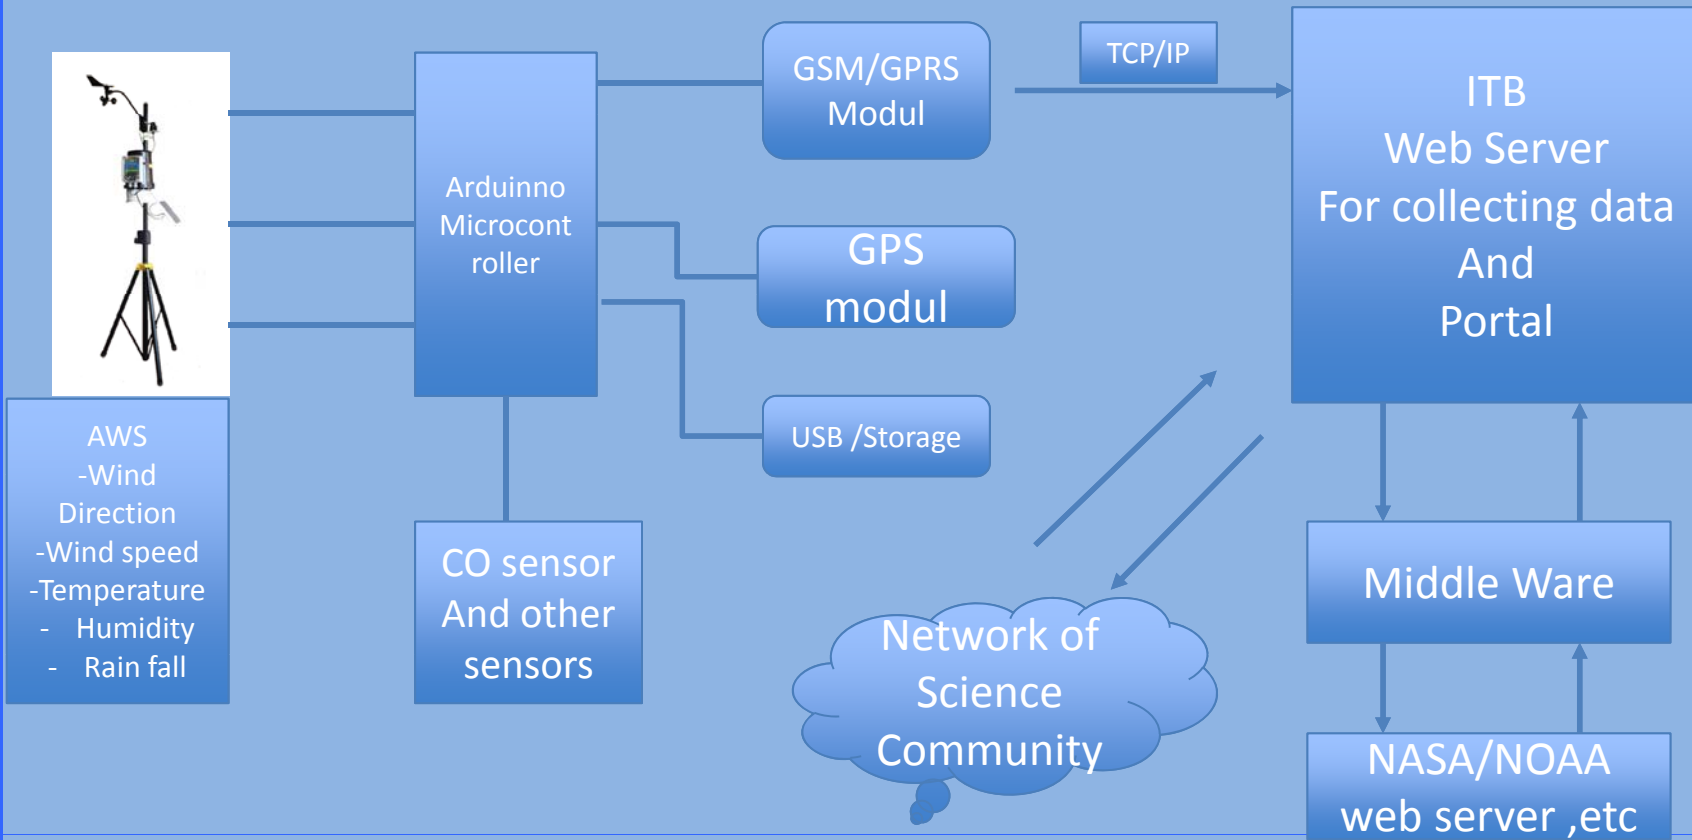 GSM/GPRS
Modul
TCP/IP
ITB
Web Server
For collecting data
And
Portal
Arduinno
Microcont
roller
GPS
modul
USB /Storage
AWS
-Wind
Direction
-Wind speed
-Temperature
- Humidity
- Rain fall
CO sensor
And other
sensors
Network of
Science
Community
Middle Ware
NASA/NOAA
web server ,etc